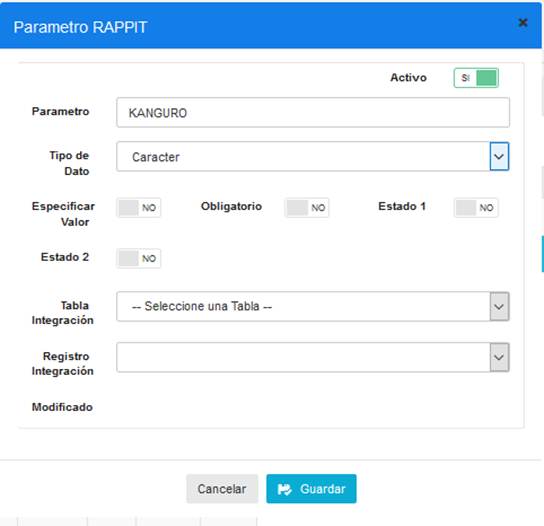 Parametro RAPPIT ×
Activo SI
Parametro KANGURO
Tipo de Dato Caracter
Especificar Valor NO Obligatorio NO Estado 1 NO
Estado 2 NO
Tabla Integración -- Seleccione una Tabla --
Registro Integración
Modificado
Cancelar Guardar